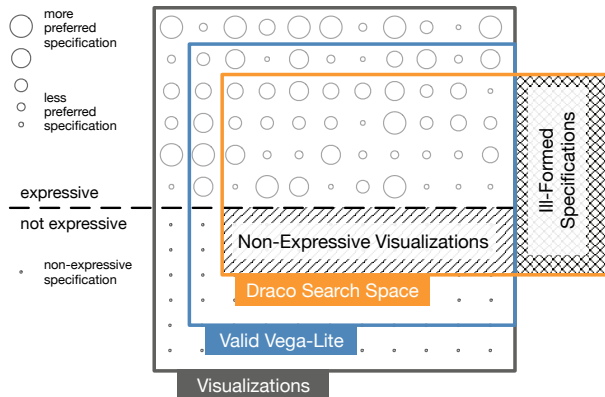 more
preferred
specification
less
preferred
specification
expressive
not expressive
non-expressive
specification
Non-Expressive Visualizations
Ill-Formed
Specifications
Draco Search Space
Valid Vega-Lite
Visualizations